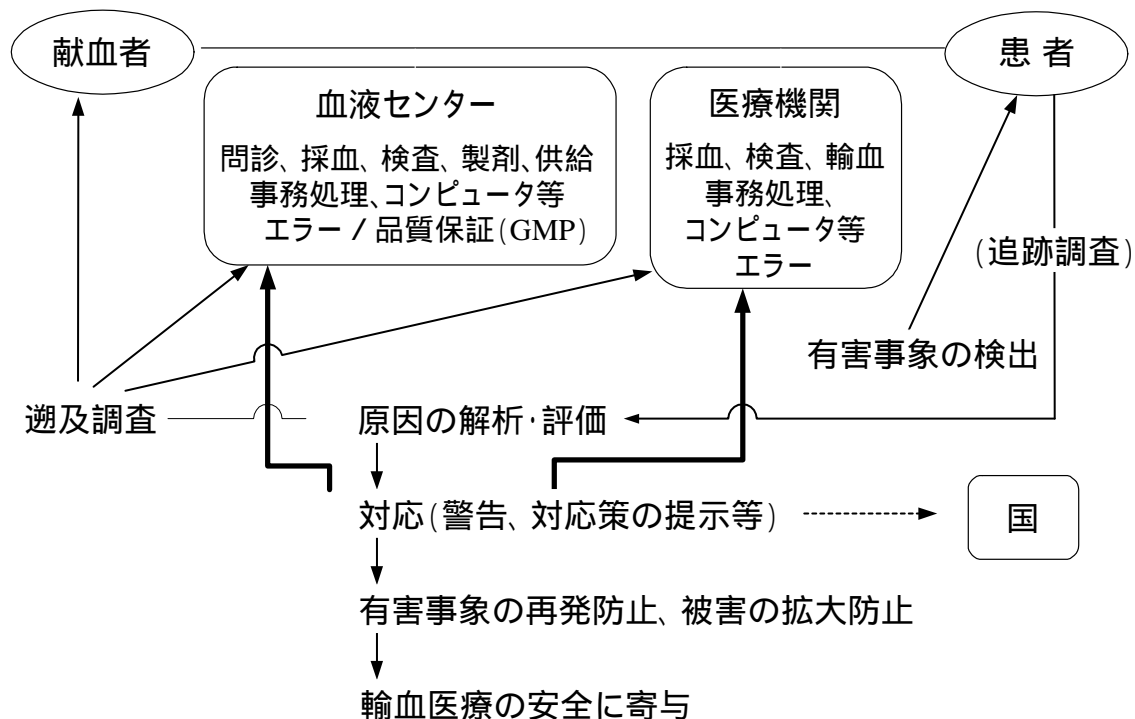 献血者
患 者
血液センター
問診、採血、検査、製剤、供給
事務処理、コンピュータ等
エラー / 品質保証(GMP)
医療機関
採血、検査、輸血
事務処理、
コンピュータ等
エラー
(追跡調査)
有害事象の検出
遡及調査
原因の解析･評価
対応(警告、対応策の提示等)
国
有害事象の再発防止、被害の拡大防止
輸血医療の安全に寄与